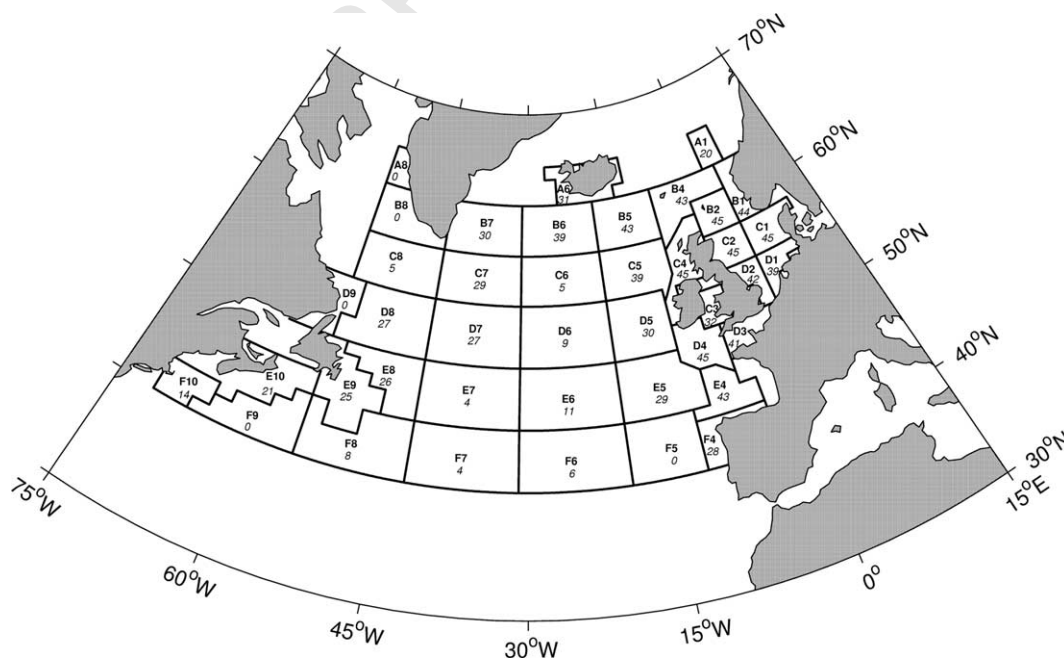 70°N
60°N
50°N
40°N
30°N
15°E
0°
15°W
30°W
45°W
60°W
75°W
A1
20
A8
0
A6
31
B4
43
B2
45
B1
44
B8
0
B7
30
B6
39
B5
43
C1
45
C2
45
D1
39
D2
42
C8
5
C7
29
C6
5
C5
39
C4
45
C3
32
D9
0
D8
27
D7
27
D6
9
D5
30
D4
45
D3
41
F10
14
E10
21
E9
25
E8
26
E7
4
E6
11
E5
29
E4
43
F9
0
F8
8
F7
4
F6
6
F5
0
F4
28